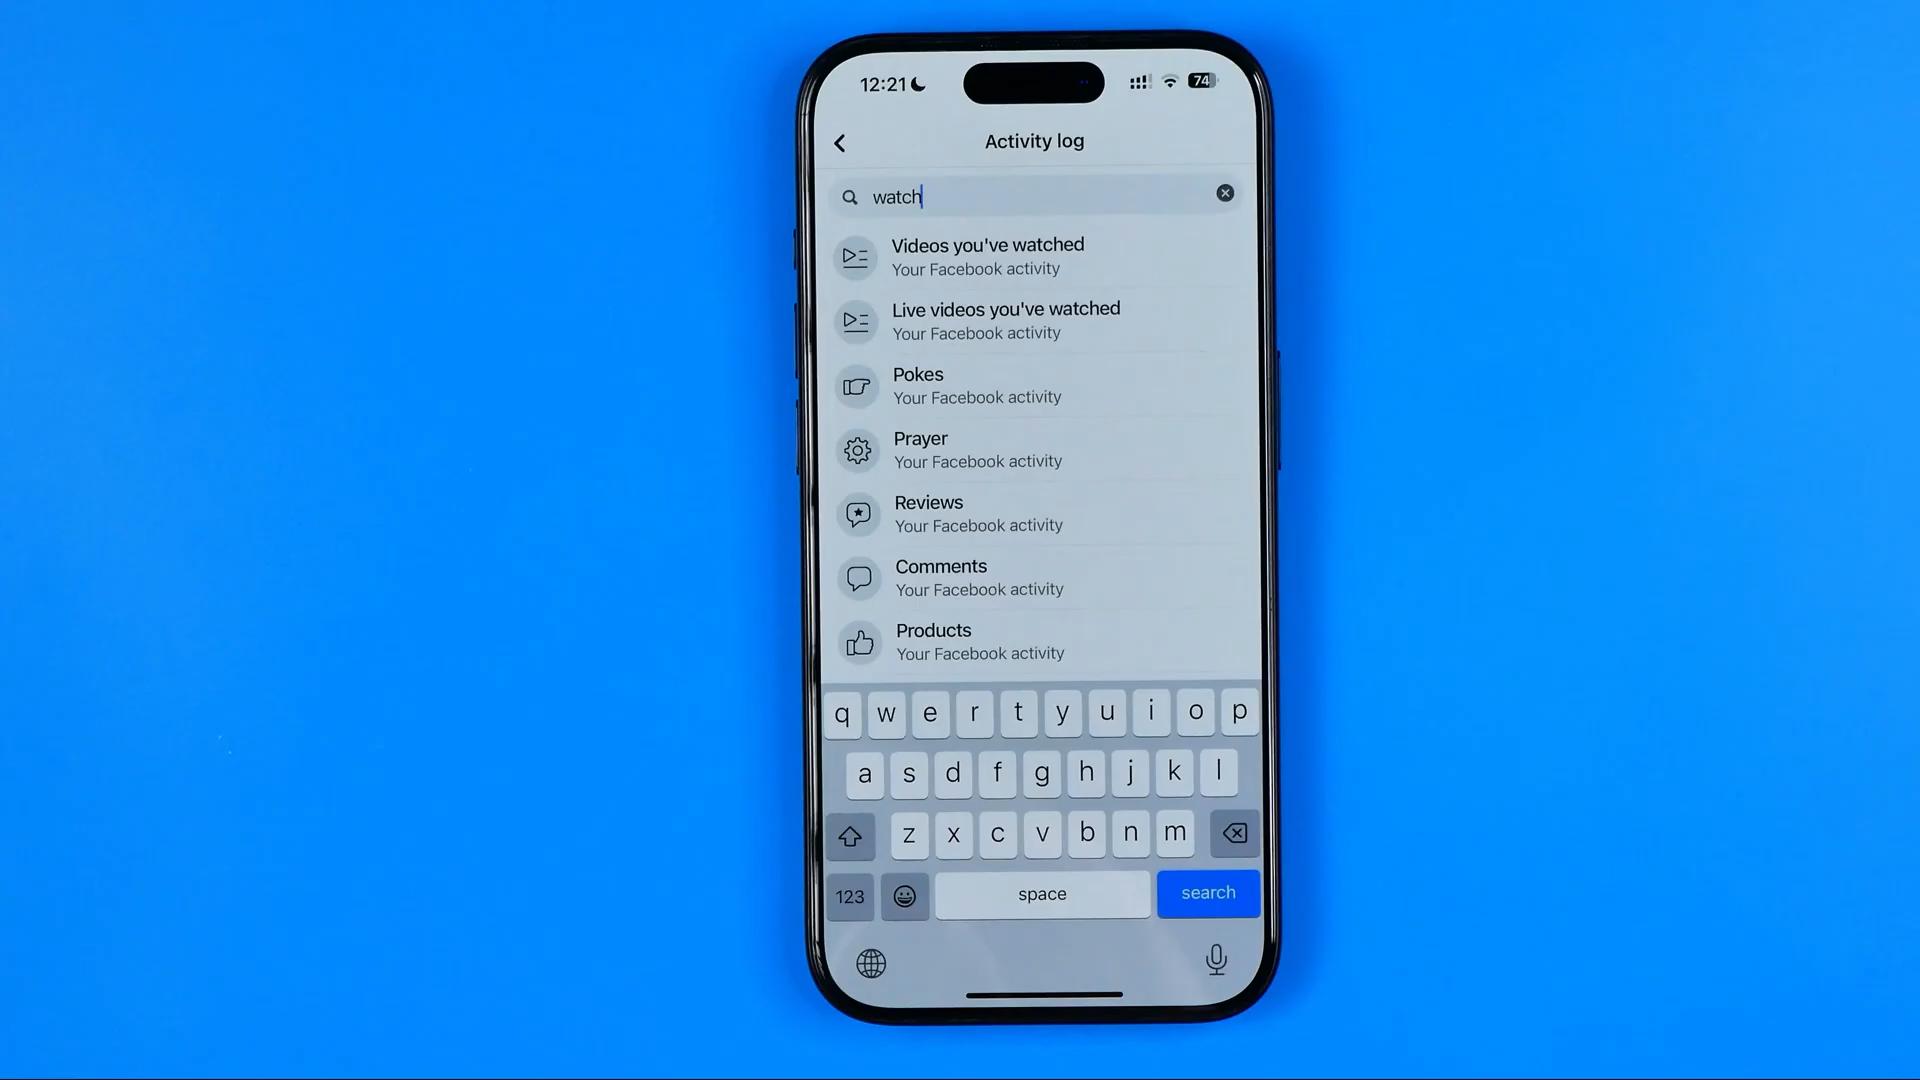 12:21
74
Activity log
watch
Videos you've watched
Your Facebook activity
Live videos you've watched
Your Facebook activity
Pokes
Your Facebook activity
Prayer
Your Facebook activity
Reviews
Your Facebook activity
Comments
Your Facebook activity
Products
Your Facebook activity
q w e r t y u i o p
a s d f g h j k l
z x c v b n m
123 space search